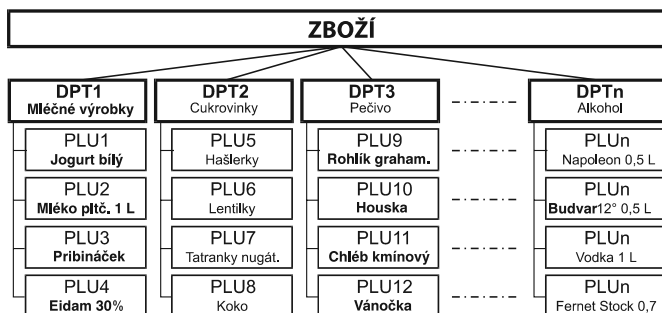 ZBOŽÍ
DPT1
Mléčné výrobky
PLU1
Jogurt bílý
PLU2
Mléko pltč. 1 L
PLU3
Pribináček
PLU4
Eidam 30%
DPT2
Cukrovinky
PLU5
Hašlerky
PLU6
Lentilky
PLU7
Tatranky nugát.
PLU8
Koko
DPT3
Pečivo
PLU9
Rohlík graham.
PLU10
Houska
PLU11
Chléb kmínový
PLU12
Vánočka
DPTn
Alkohol
PLUn
Napoleon 0,5 L
PLUn
Budvar12° 0,5 L
PLUn
Vodka 1 L
PLUn
Fernet Stock 0,7